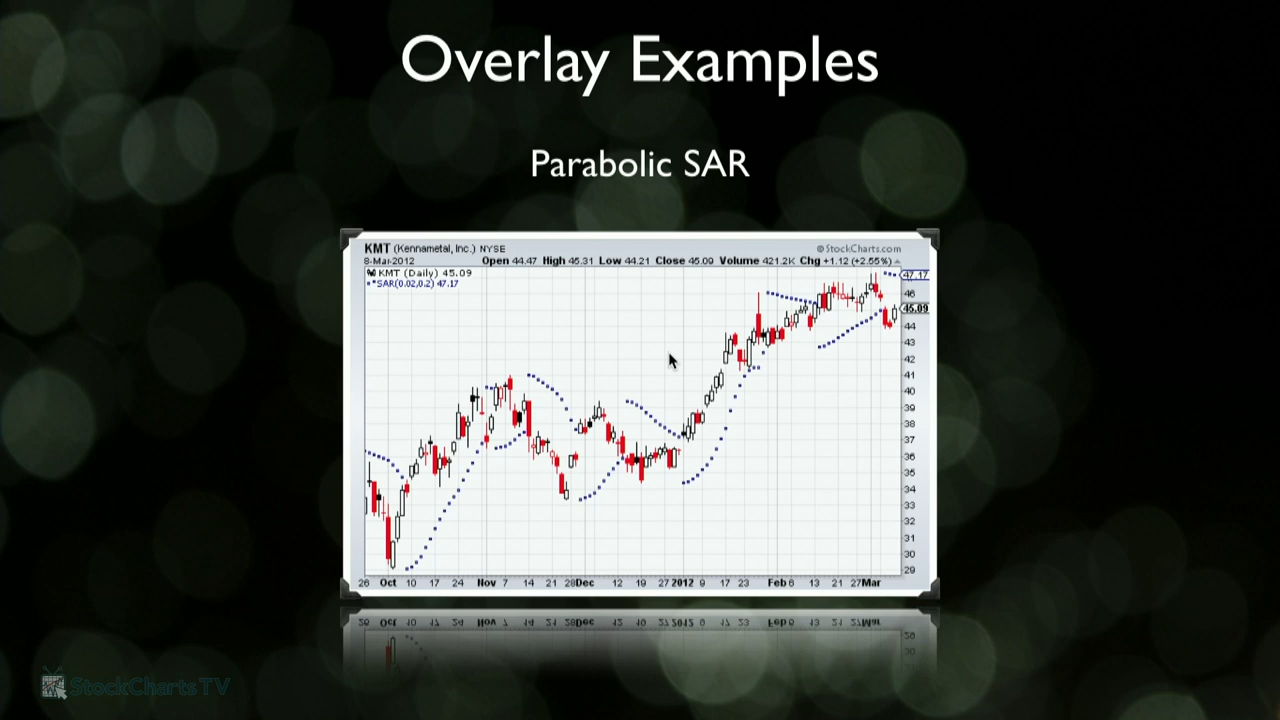 Overlay Examples
Parabolic SAR
KMT (Kennametal, Inc.) NYSE
© StockCharts.com
8-Mar-2012 Open 44.47 High 45.31 Low 44.21 Close 45.09 Volume 421.2K Chg +1.12 (+2.55%)
KMT (Daily) 45.09
SAR(0.02,0.2) 47.17
47.17
46
45.09
44
43
42
41
40
39
38
37
36
35
34
33
32
31
30
29
26 Oct 10 17 24 Nov 7 14 21 28 Dec 12 19 27 2012 9 17 23 Feb 6 13 21 27 Mar
StockChartsTV